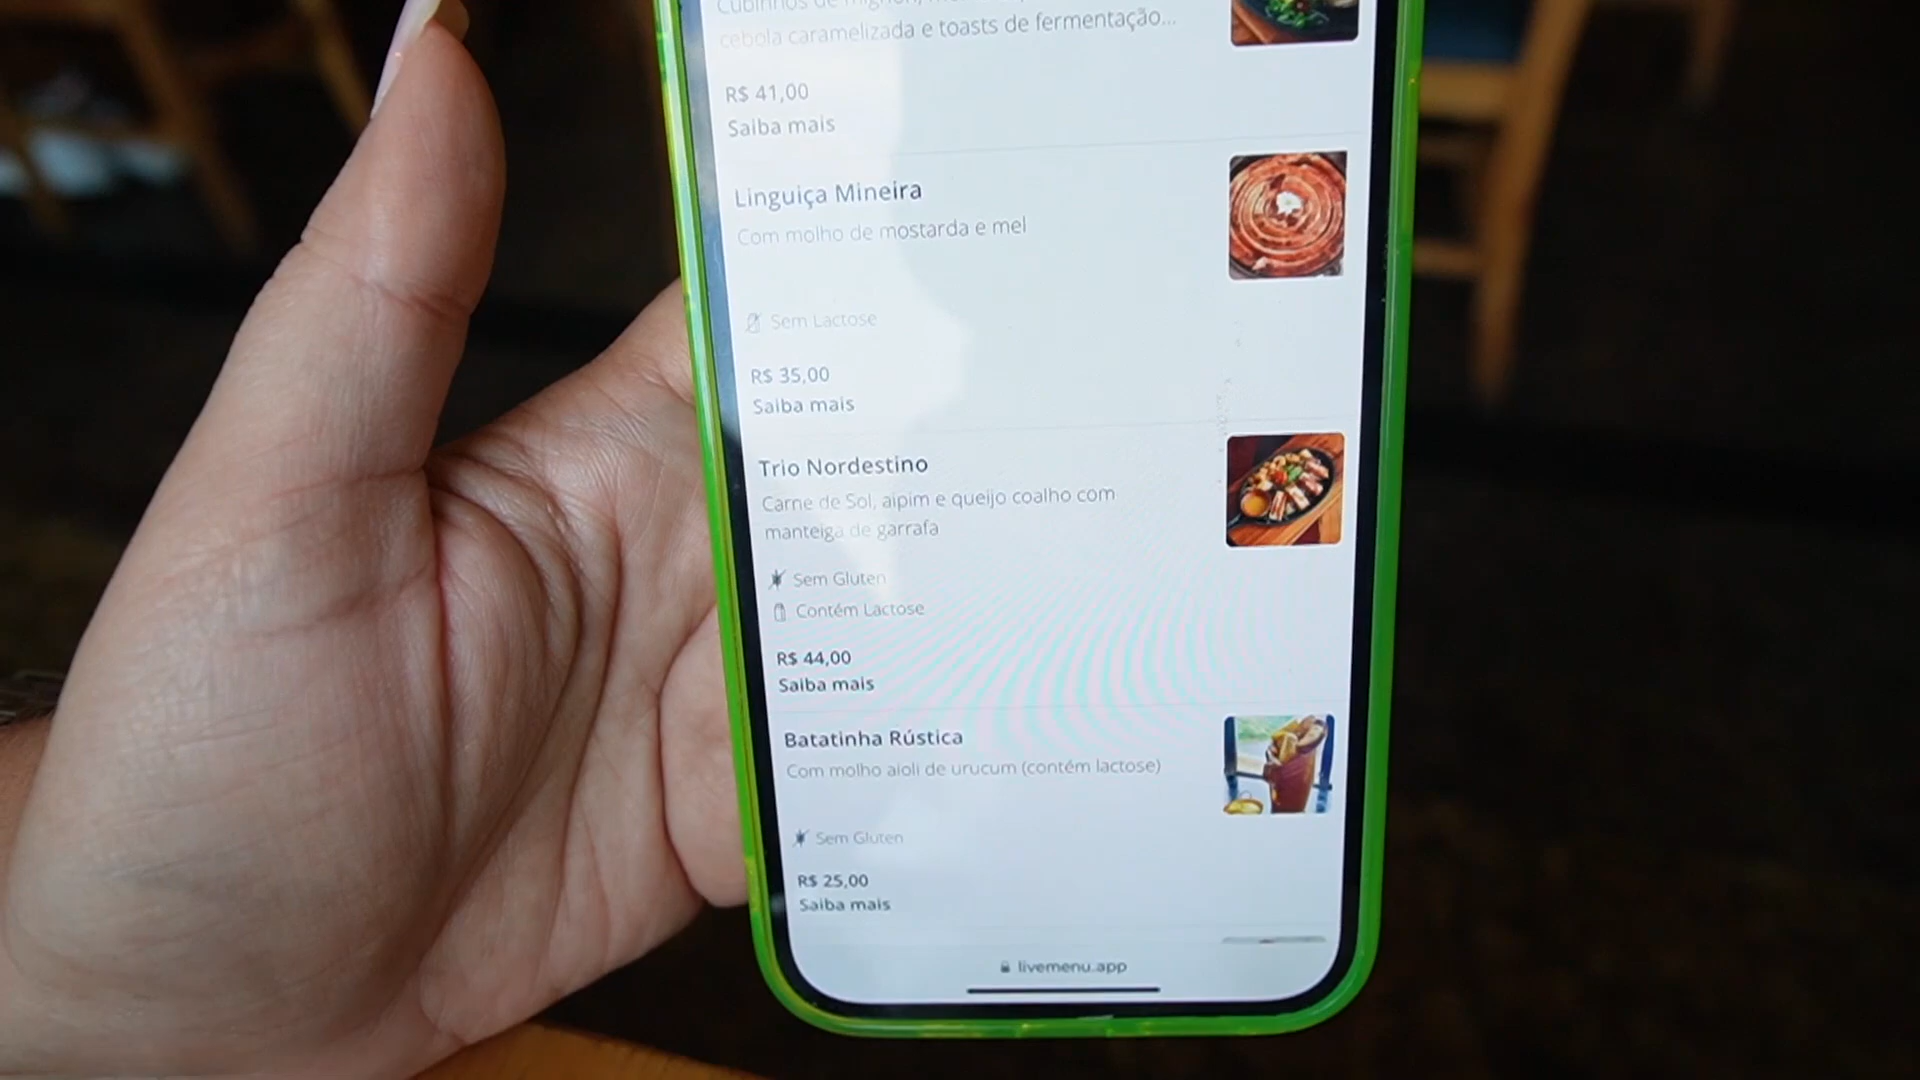 Cubinhos de mignon,
cebola caramelizada e toasts de fermentação...
R$ 41,00
Saiba mais
Linguiça Mineira
Com molho de mostarda e mel
Sem Lactose
R$ 35,00
Saiba mais
Trio Nordestino
Carne de Sol, aipim e queijo coalho com
manteiga de garrafa
Sem Gluten
Contém Lactose
R$ 44,00
Saiba mais
Batatinha Rústica
Com molho aioli de urucum (contém lactose)
Sem Gluten
R$ 25,00
Saiba mais
livemenu.app